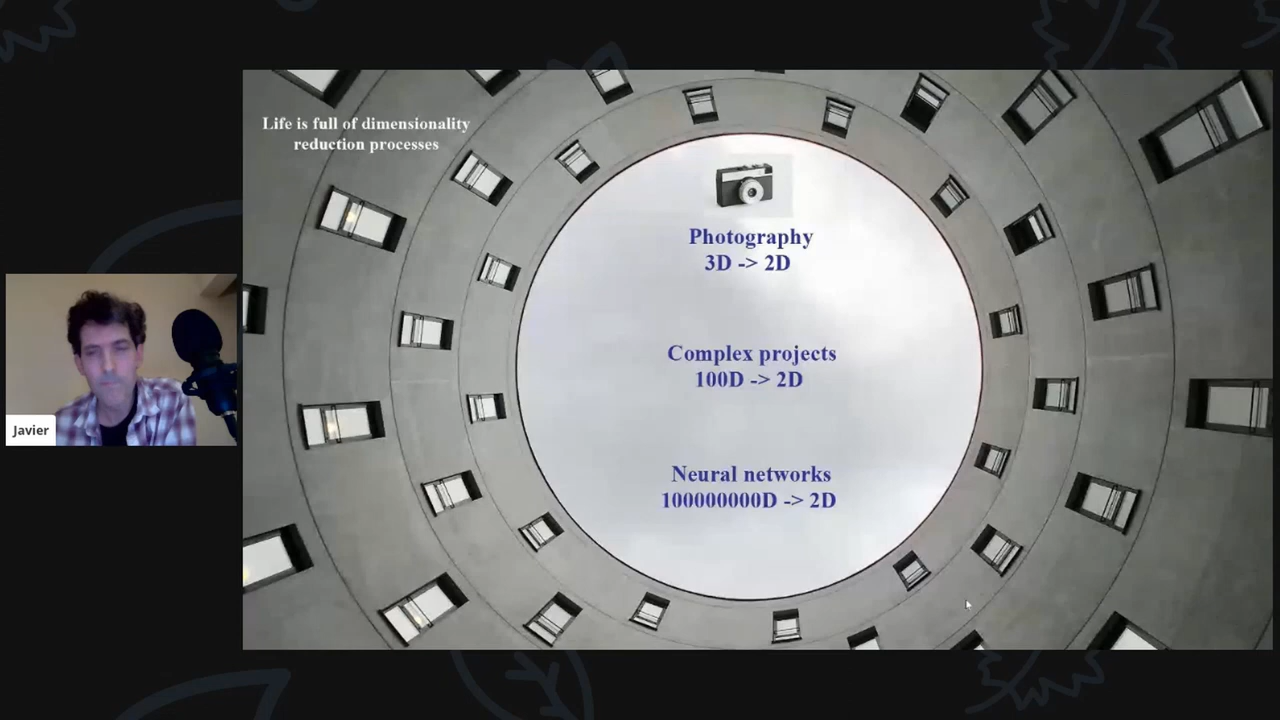 Life is full of dimensionality
reduction processes
Photography
3D -> 2D
Complex projects
100D -> 2D
Neural networks
100000000D -> 2D
Javier